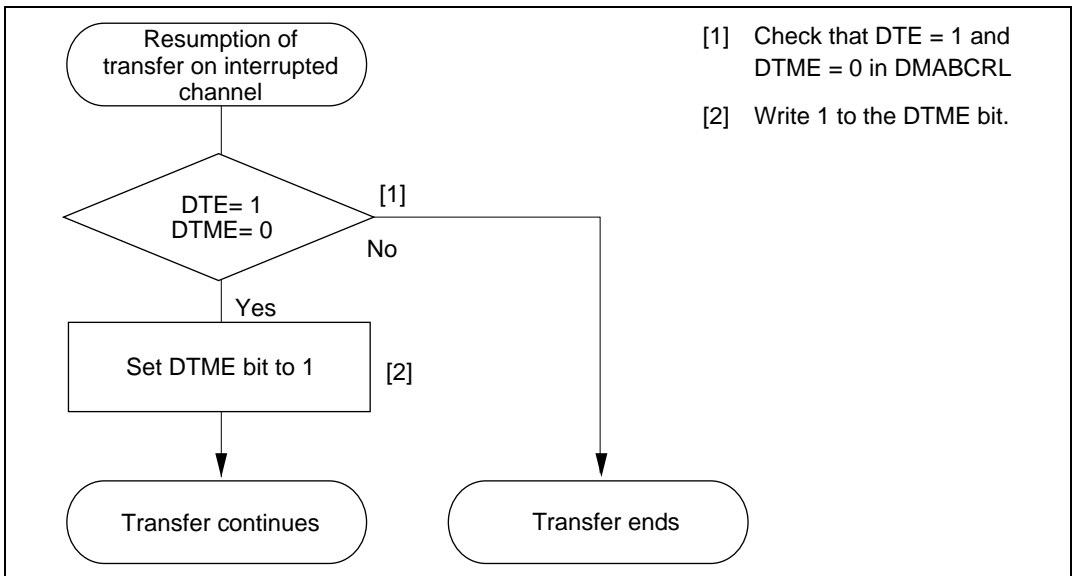 Resumption of
transfer on interrupted
channel
[1] Check that DTE = 1 and
DTME = 0 in DMABCRL
[2] Write 1 to the DTME bit.
DTE= 1
DTME= 0
[1]
No
Yes
Set DTME bit to 1
[2]
Transfer continues
Transfer ends